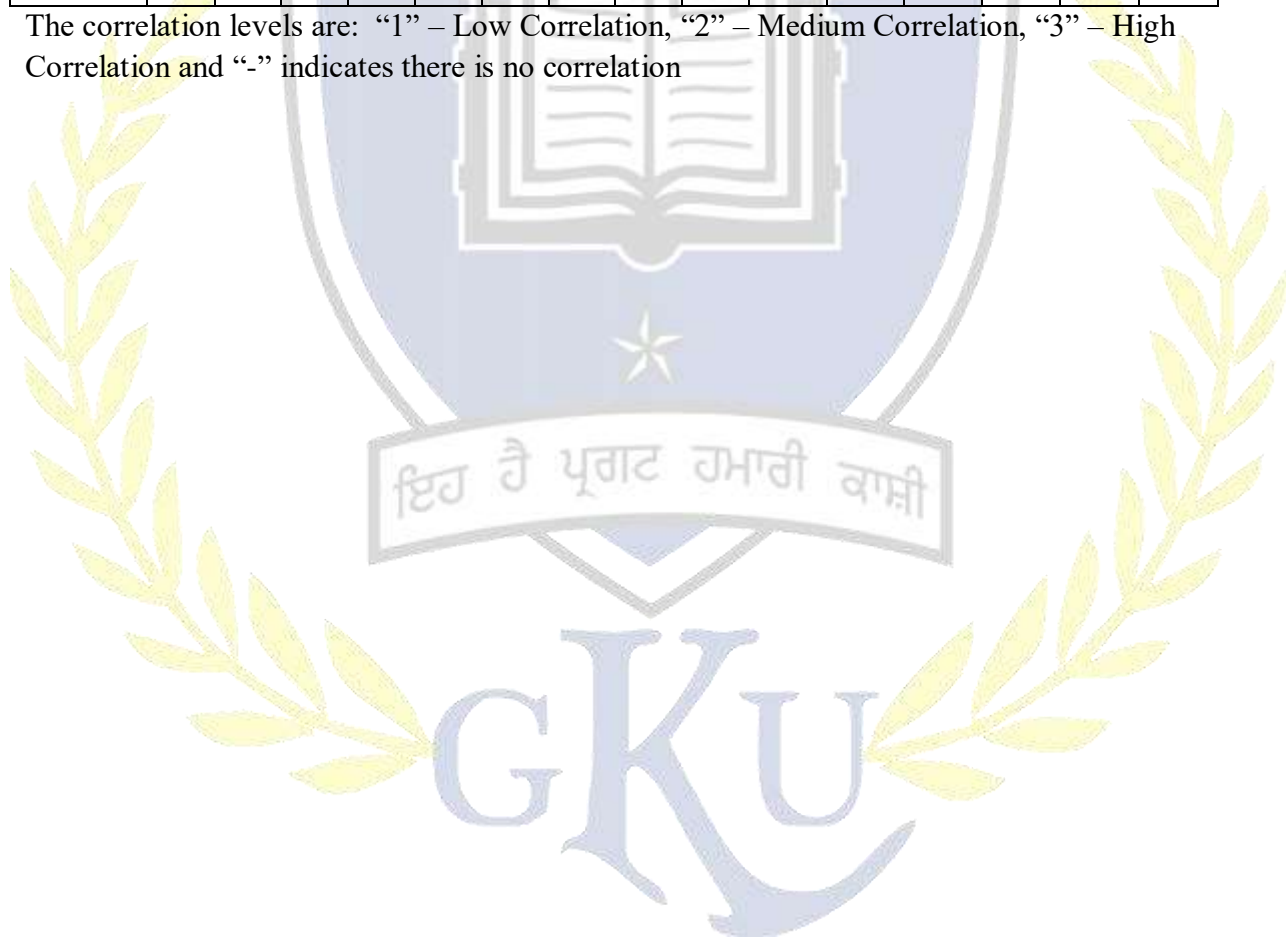 The correlation levels are: “1” – Low Correlation, “2” – Medium Correlation, “3” – High
Correlation and “-” indicates there is no correlation
ਇਹ ਹੈ ਪ੍ਰਗਟ ਹਮਾਰੀ ਕਾਸ਼ੀ
GKU